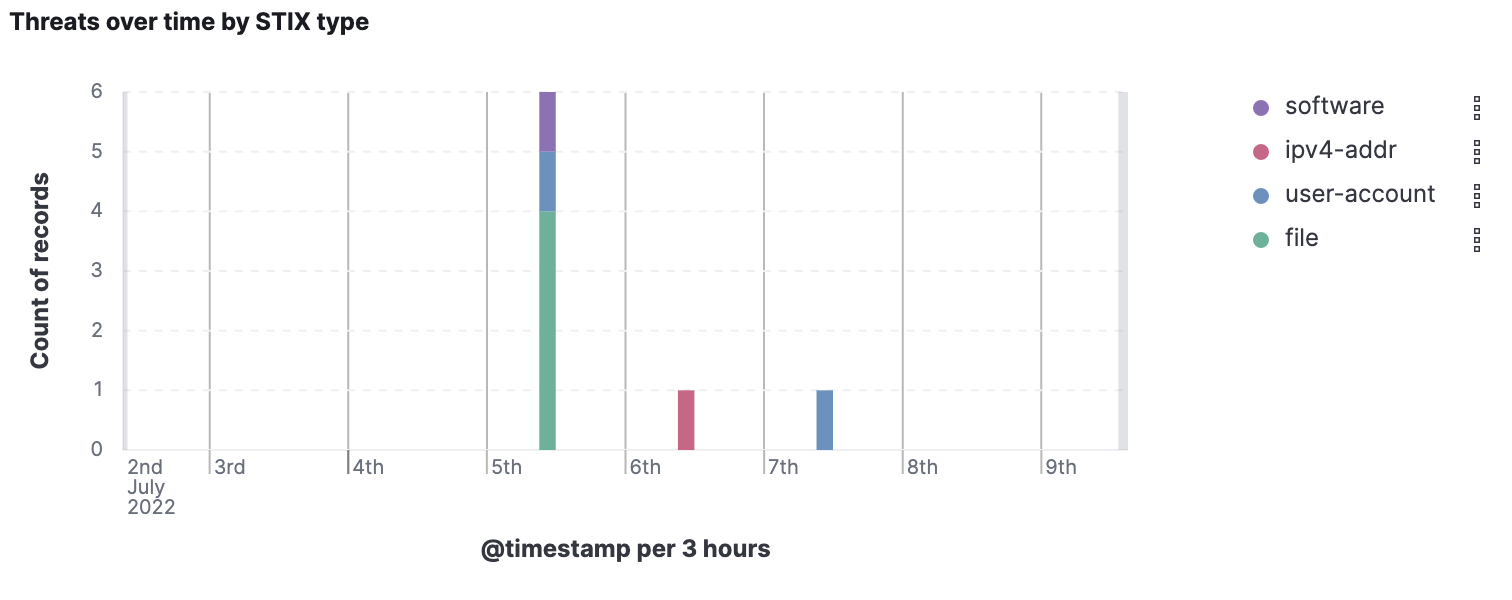 Threats over time by STIX type
6
5
4
3
2
1
0
Count of records
2nd
July
2022
3rd
4th
5th
6th
7th
8th
9th
@timestamp per 3 hours
software
ipv4-addr
user-account
file